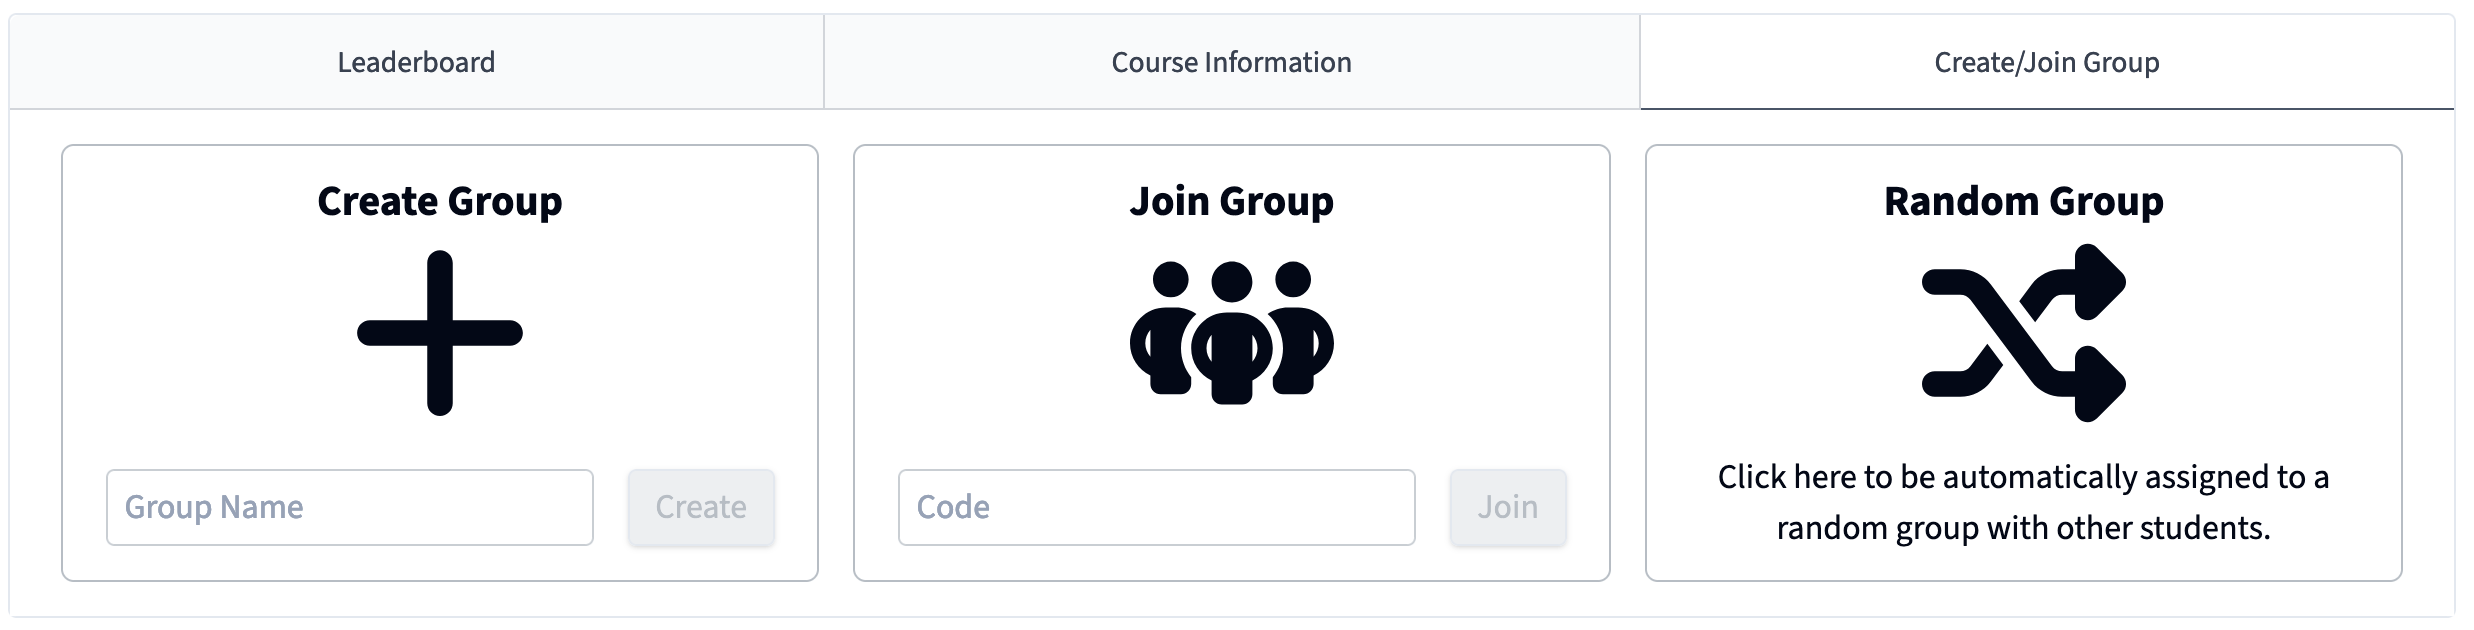 Leaderboard
Course Information
Create/Join Group
Create Group
Group Name
Create
Join Group
Code
Join
Random Group
Click here to be automatically assigned to a
random group with other students.